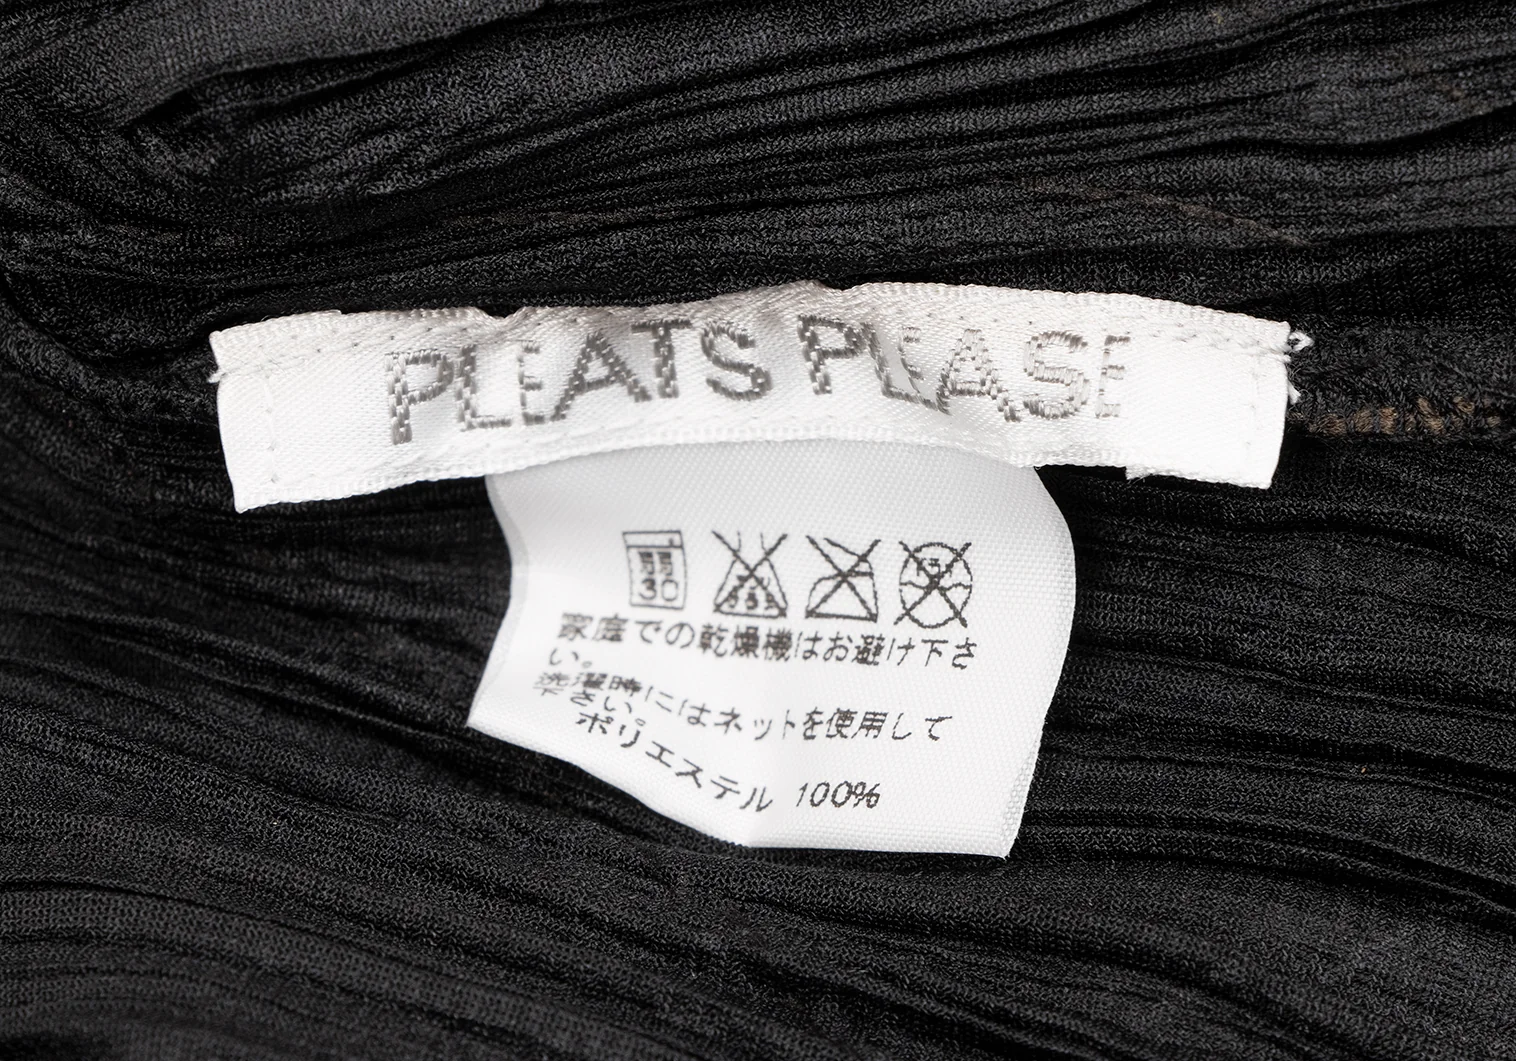 PLEATS PLEASE
弱
30
家庭での乾燥機はお避け下さ
い。
洗濯時にはネットを使用して
下さい。
ポリエステル 100%